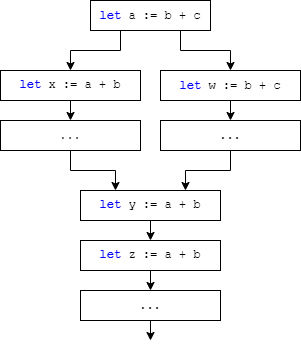 let a := b + c
let x := a + b
let w := b + c
...
...
let y := a + b
let z := a + b
...